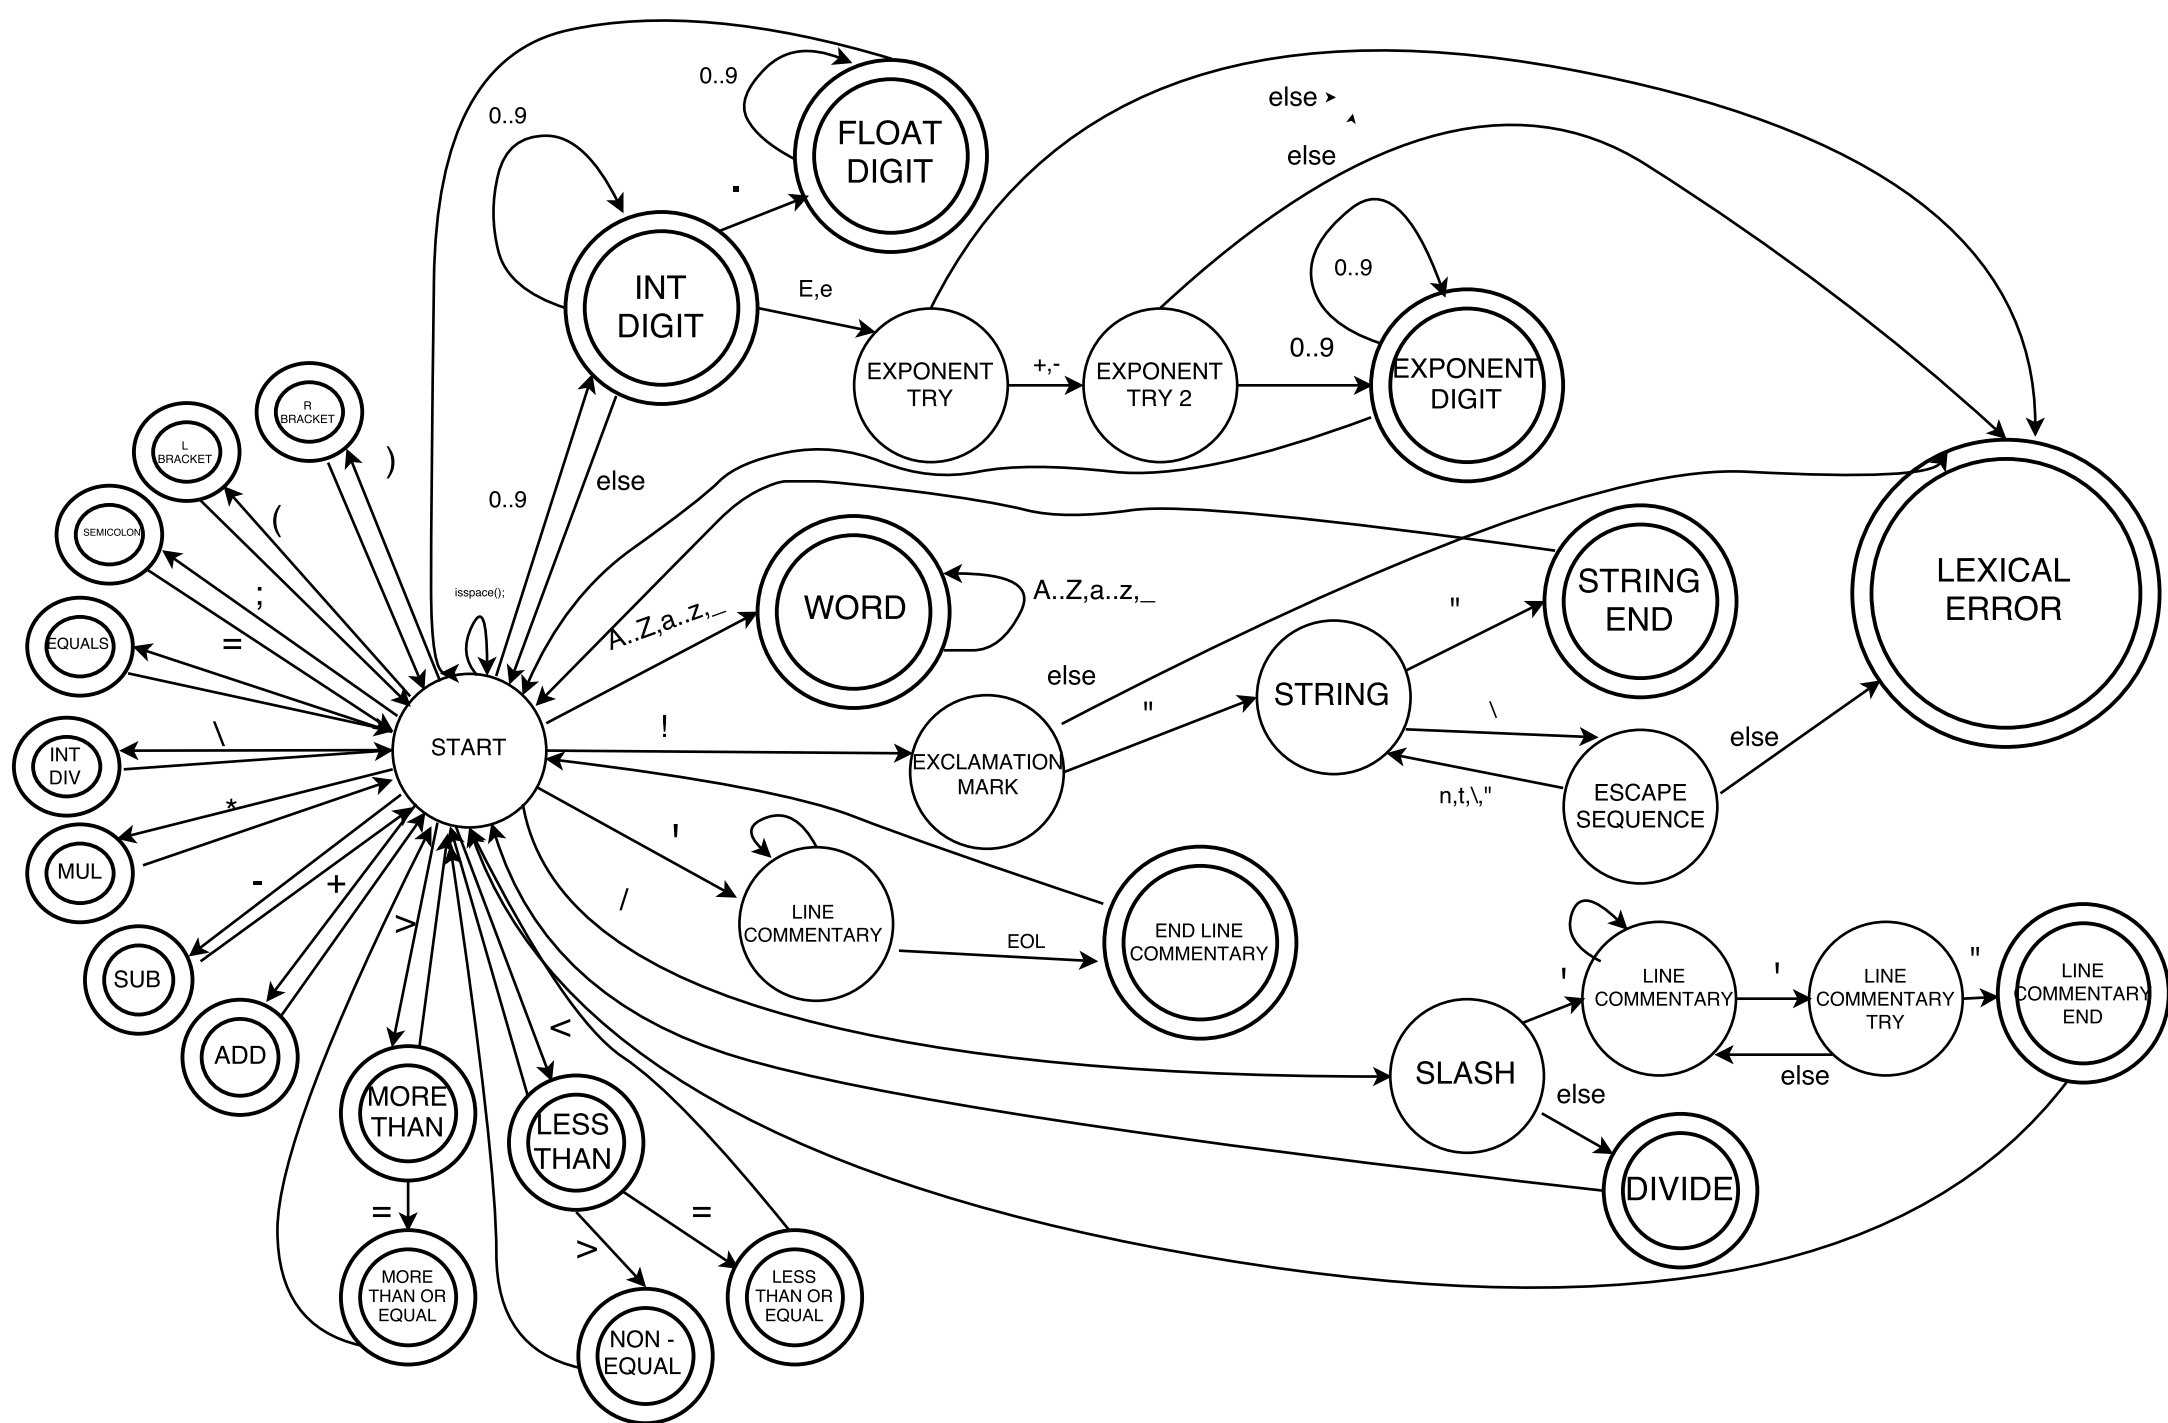 0..9
FLOAT
DIGIT
0..9
.
INT
DIGIT
E,e
else
else
0..9
EXPONENT
TRY
+,-
EXPONENT
TRY 2
0..9
EXPONENT
DIGIT
R
BRACKET
)
L
BRACKET
(
SEMICOLON
;
EQUALS
=
INT
DIV
\
MUL
*
SUB
-
ADD
+
0..9
else
isspace();
START
A..Z,a..z,_
WORD
A..Z,a..z,_
!
EXCLAMATION
MARK
else
"
STRING
"
STRING
END
\
n,t,\,"
ESCAPE
SEQUENCE
else
LEXICAL
ERROR
'
LINE
COMMENTARY
EOL
END LINE
COMMENTARY
/
SLASH
'
LINE
COMMENTARY
'
LINE
COMMENTARY
TRY
else
"
LINE
COMMENTARY
END
else
DIVIDE
>
MORE
THAN
=
MORE
THAN OR
EQUAL
<
LESS
THAN
>
NON -
EQUAL
=
LESS
THAN OR
EQUAL